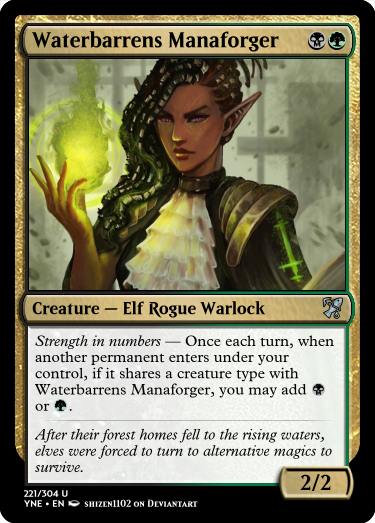 Waterbarrens Manaforger
Creature — Elf Rogue Warlock
Strength in numbers — Once each turn, when
another permanent enters under your
control, if it shares a creature type with
Waterbarrens Manaforger, you may add
or .
After their forest homes fell to the rising waters,
elves were forced to turn to alternative magics to
survive.
2/2
221/304 U
YNE • EN shizen1102 on Deviantart